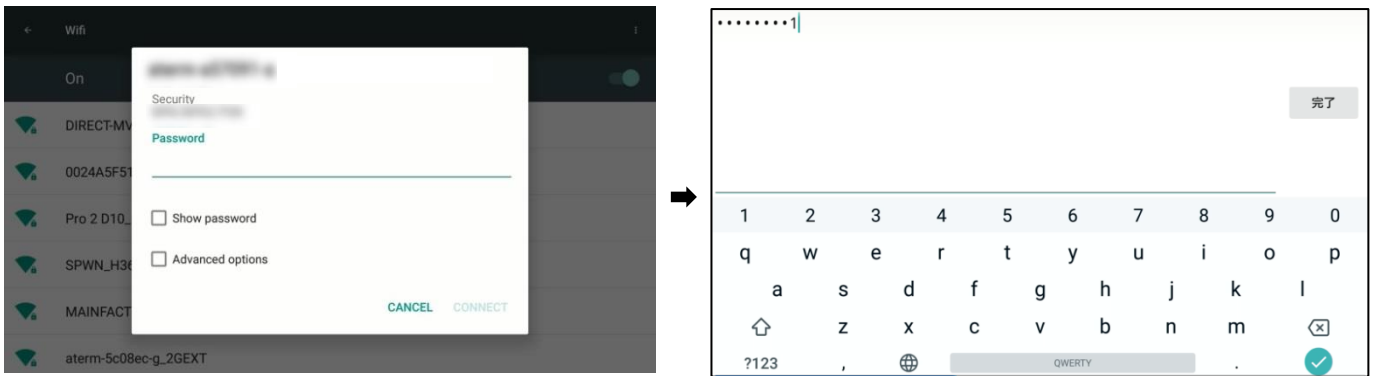 Wifi
On
Security
Password
Show password
Advanced options
CANCEL CONNECT
DIRECT-MV
0024A5F51
Pro 2 D10_
SPWN_H36
MAINFACT
aterm-5c08ec-g_2GEXT
••••••••1
完了
1 2 3 4 5 6 7 8 9 0
q w e r t y u i o p
a s d f g h j k l
z x c v b n m
?123 , QWERTY .